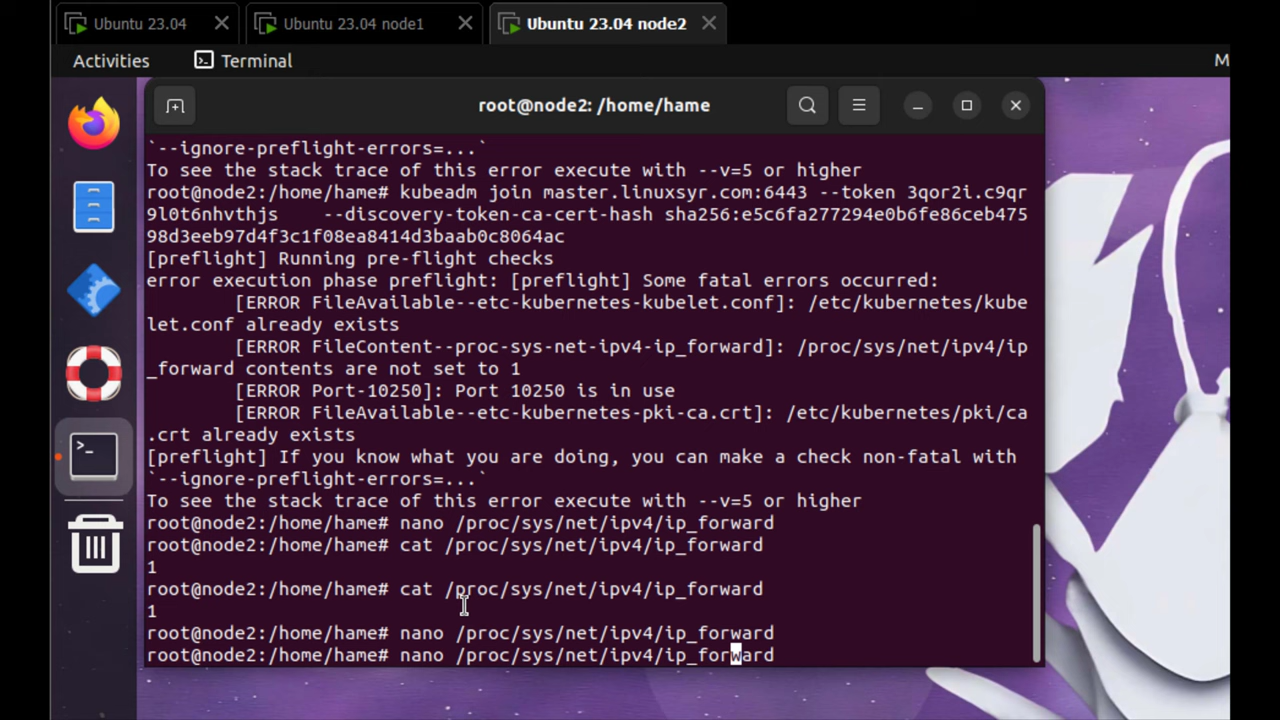 Ubuntu 23.04
Ubuntu 23.04 node1
Ubuntu 23.04 node2
Activities
Terminal
M
root@node2: /home/hame
`--ignore-preflight-errors=...`
To see the stack trace of this error execute with --v=5 or higher
root@node2:/home/hame# kubeadm join master.linuxsyr.com:6443 --token 3qor2i.c9qr
9l0t6nhvthjs    --discovery-token-ca-cert-hash sha256:e5c6fa277294e0b6fe86ceb475
98d3eeb97d4f3c1f08ea8414d3baab0c8064ac
[preflight] Running pre-flight checks
error execution phase preflight: [preflight] Some fatal errors occurred:
        [ERROR FileAvailable--etc-kubernetes-kubelet.conf]: /etc/kubernetes/kube
let.conf already exists
        [ERROR FileContent--proc-sys-net-ipv4-ip_forward]: /proc/sys/net/ipv4/ip
_forward contents are not set to 1
        [ERROR Port-10250]: Port 10250 is in use
        [ERROR FileAvailable--etc-kubernetes-pki-ca.crt]: /etc/kubernetes/pki/ca
.crt already exists
[preflight] If you know what you are doing, you can make a check non-fatal with
`--ignore-preflight-errors=...`
To see the stack trace of this error execute with --v=5 or higher
root@node2:/home/hame# nano /proc/sys/net/ipv4/ip_forward
root@node2:/home/hame# cat /proc/sys/net/ipv4/ip_forward
1
root@node2:/home/hame# cat /proc/sys/net/ipv4/ip_forward
1
root@node2:/home/hame# nano /proc/sys/net/ipv4/ip_forward
root@node2:/home/hame# nano /proc/sys/net/ipv4/ip_forward